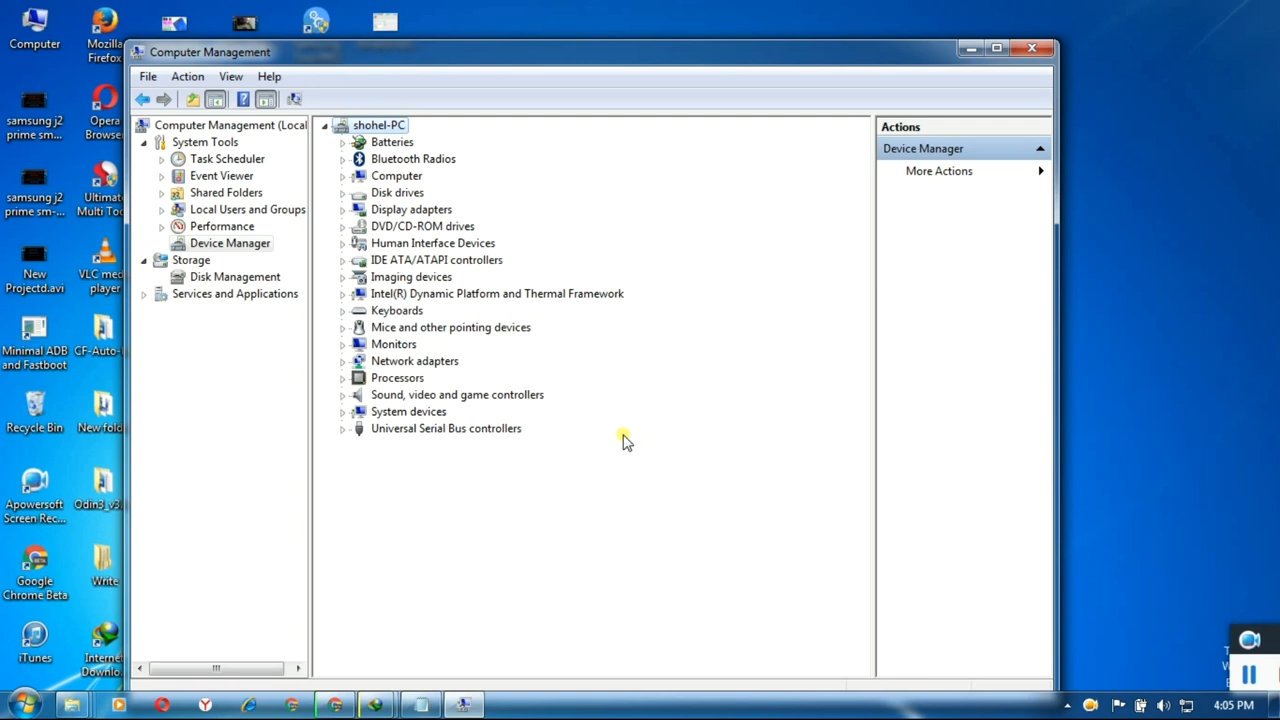 Computer
Mozilla
Firefox
samsung j2
prime sm-...
Opera
Browser
samsung j2
prime sm-...
Ultimate
Multi Too
New
Projectd.avi
VLC media
player
Minimal ADB
and Fastboot
CF-Auto-
Recycle Bin
New fold
Apowersoft
Screen Rec...
Odin3_v3
Google
Chrome Beta
Write
iTunes
Internet
Downlo...
Computer Management
File
Action
View
Help
Computer Management (Local
System Tools
Task Scheduler
Event Viewer
Shared Folders
Local Users and Groups
Performance
Device Manager
Storage
Disk Management
Services and Applications
shohel-PC
Batteries
Bluetooth Radios
Computer
Disk drives
Display adapters
DVD/CD-ROM drives
Human Interface Devices
IDE ATA/ATAPI controllers
Imaging devices
Intel(R) Dynamic Platform and Thermal Framework
Keyboards
Mice and other pointing devices
Monitors
Network adapters
Processors
Sound, video and game controllers
System devices
Universal Serial Bus controllers
Actions
Device Manager
More Actions
4:05 PM